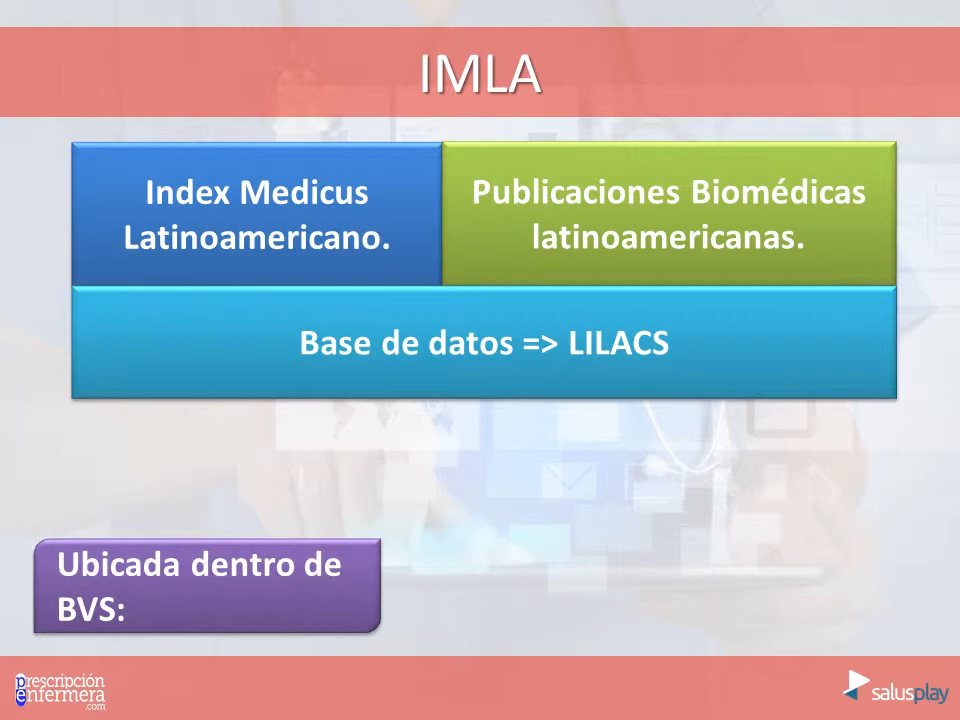 IMLA
Index Medicus
Latinoamericano.
Publicaciones Biomédicas
latinoamericanas.
Base de datos => LILACS
Ubicada dentro de
BVS:
prescripción
enfermera
.com
salusplay